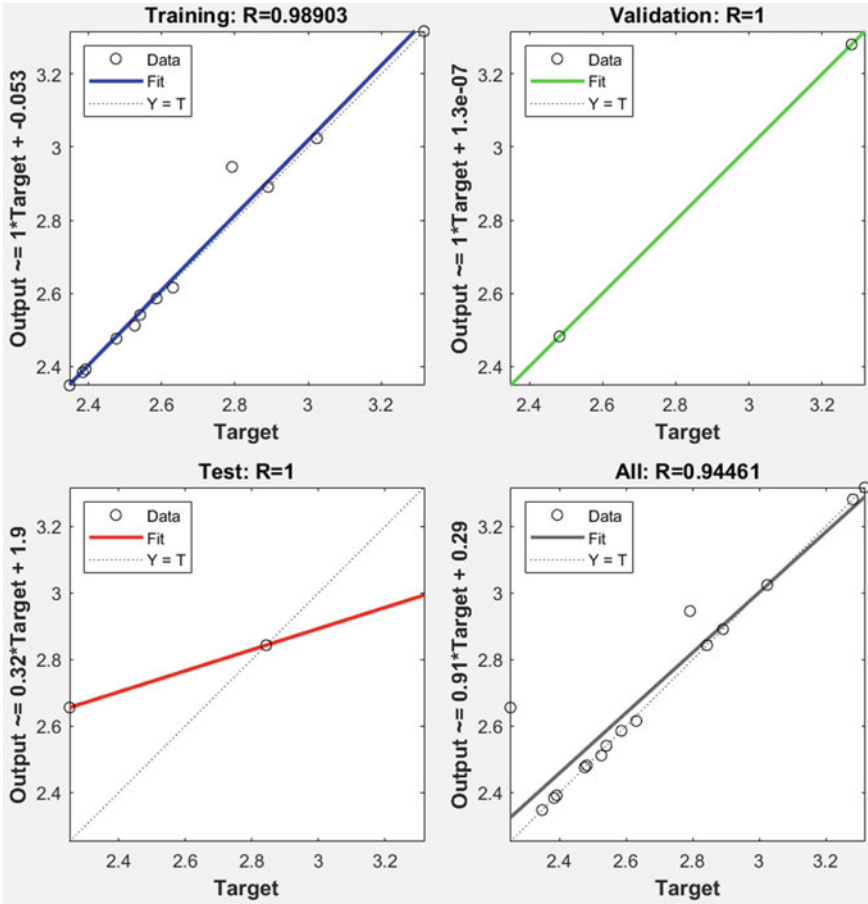 Training: R=0.98903
Output ~= 1*Target + -0.053
Data
Fit
Y = T
3.2
3
2.8
2.6
2.4
2.4 2.6 2.8 3 3.2
Target
Validation: R=1
Output ~= 1*Target + 1.3e-07
Data
Fit
Y = T
3.2
3
2.8
2.6
2.4
2.4 2.6 2.8 3 3.2
Target
Test: R=1
Output ~= 0.32*Target + 1.9
Data
Fit
Y = T
3.2
3
2.8
2.6
2.4
2.4 2.6 2.8 3 3.2
Target
All: R=0.94461
Output ~= 0.91*Target + 0.29
Data
Fit
Y = T
3.2
3
2.8
2.6
2.4
2.4 2.6 2.8 3 3.2
Target